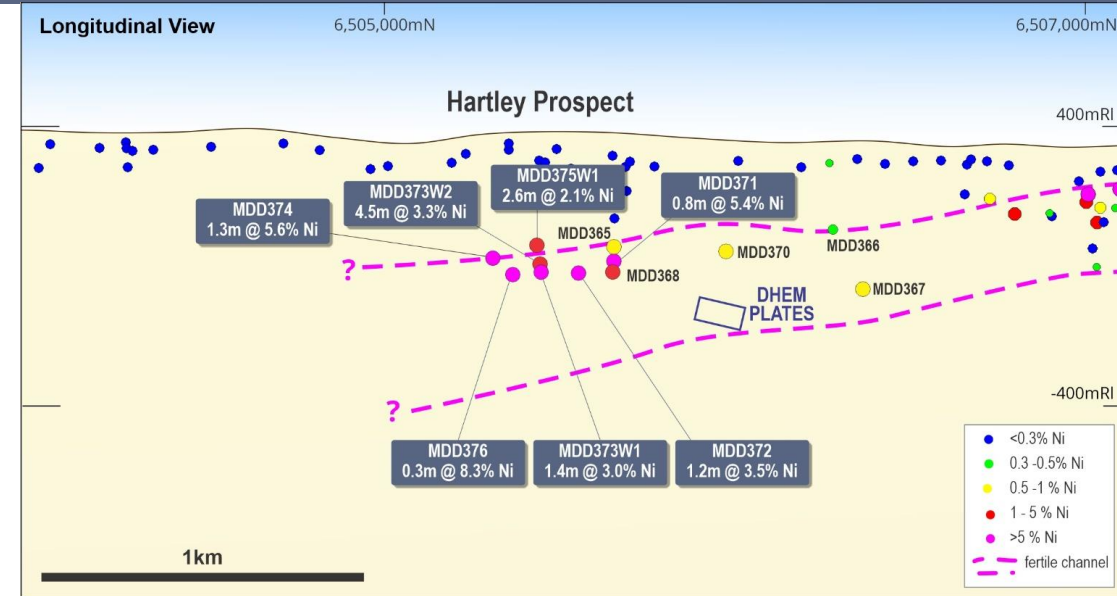 Longitudinal View
6,505,000mN
6,507,000mN
Hartley Prospect
400mRl
MDD375W1
2.6m @ 2.1% Ni
MDD373W2
4.5m @ 3.3% Ni
MDD371
0.8m @ 5.4% Ni
MDD374
1.3m @ 5.6% Ni
MDD365
MDD366
MDD370
?
MDD368
MDD367
DHEM
PLATES
-400mRl
?
MDD376
0.3m @ 8.3% Ni
MDD373W1
1.4m @ 3.0% Ni
MDD372
1.2m @ 3.5% Ni
<0.3% Ni
0.3 -0.5% Ni
0.5 -1 % Ni
1 - 5 % Ni
>5 % Ni
fertile channel
1km